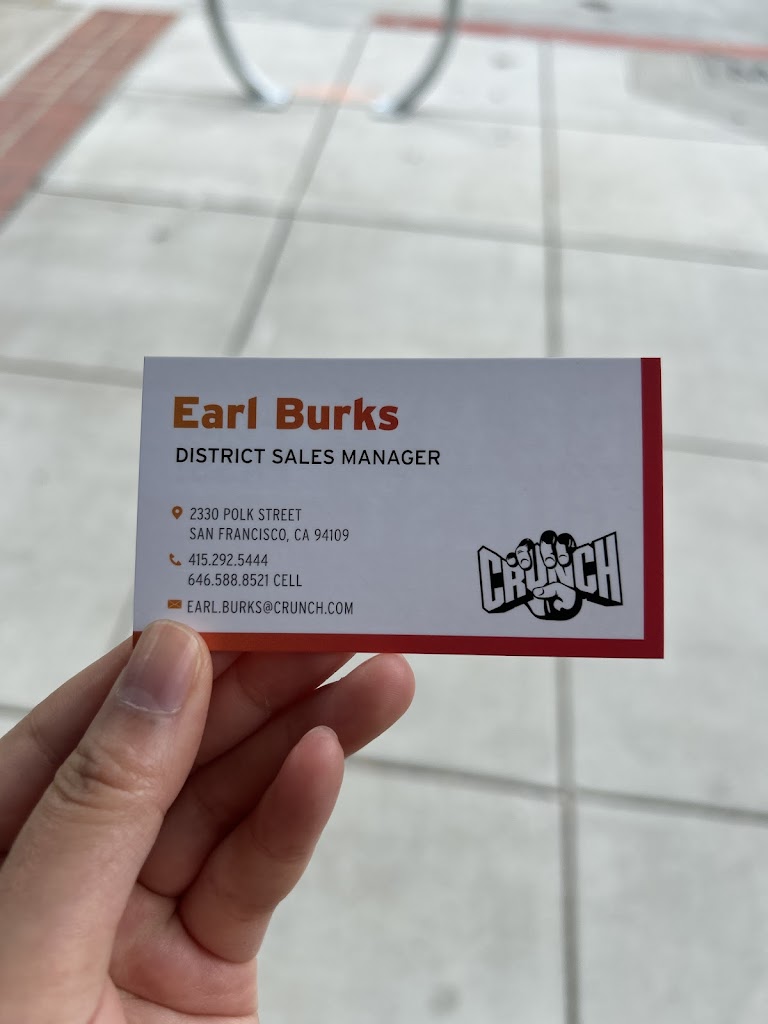 Earl Burks
DISTRICT SALES MANAGER
2330 POLK STREET
SAN FRANCISCO, CA 94109
415.292.5444
646.588.8521 CELL
EARL.BURKS@CRUNCH.COM
CRUNCH